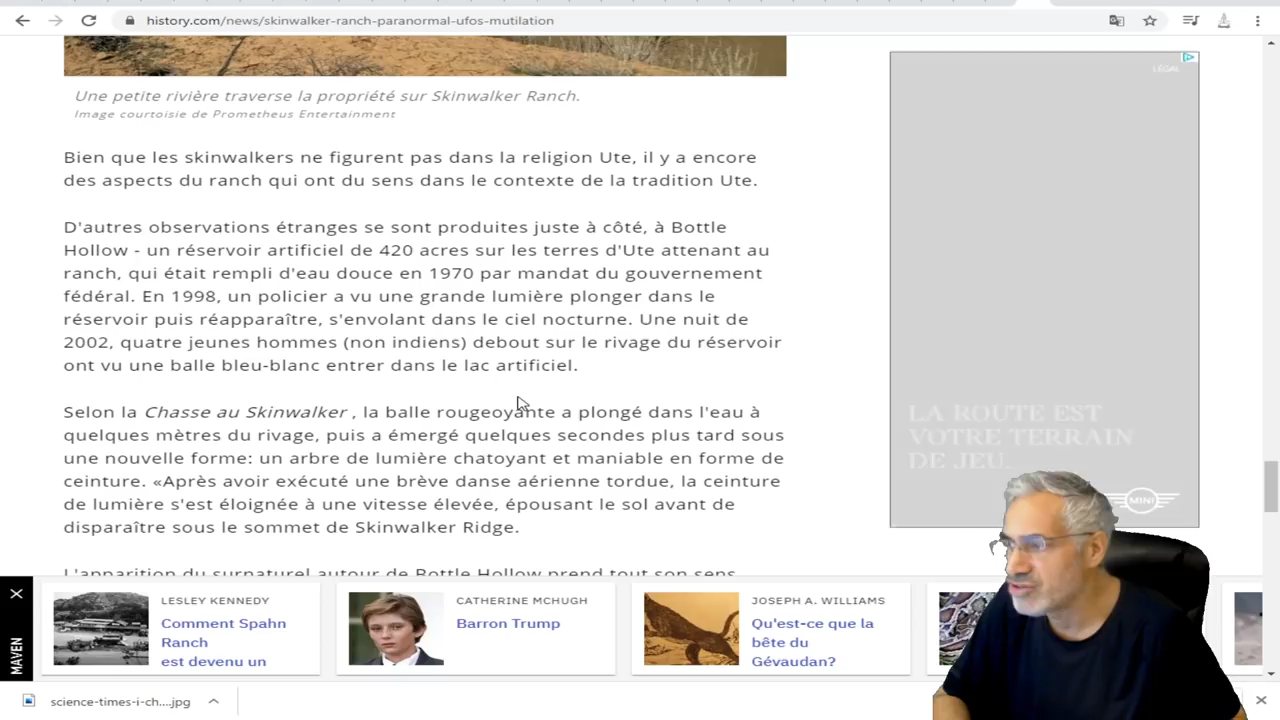 history.com/news/skinwalker-ranch-paranormal-ufos-mutilation
Une petite rivière traverse la propriété sur Skinwalker Ranch.
Image courtoisie de Prometheus Entertainment
Bien que les skinwalkers ne figurent pas dans la religion Ute, il y a encore
des aspects du ranch qui ont du sens dans le contexte de la tradition Ute.
D'autres observations étranges se sont produites juste à côté, à Bottle
Hollow - un réservoir artificiel de 420 acres sur les terres d'Ute attenant au
ranch, qui était rempli d'eau douce en 1970 par mandat du gouvernement
fédéral. En 1998, un policier a vu une grande lumière plonger dans le
réservoir puis réapparaître, s'envolant dans le ciel nocturne. Une nuit de
2002, quatre jeunes hommes (non indiens) debout sur le rivage du réservoir
ont vu une balle bleu-blanc entrer dans le lac artificiel.
Selon la Chasse au Skinwalker , la balle rougeoyante a plongé dans l'eau à
quelques mètres du rivage, puis a émergé quelques secondes plus tard sous
une nouvelle forme: un arbre de lumière chatoyant et maniable en forme de
ceinture. «Après avoir exécuté une brève danse aérienne tordue, la ceinture
de lumière s'est éloignée à une vitesse élevée, épousant le sol avant de
disparaître sous le sommet de Skinwalker Ridge.
L'apparition du surnaturel autour de Bottle Hollow prend tout son sens
LÉGAL
LA ROUTE EST
VOTRE TERRAIN
DE JEU.
MINI
MAVEN
LESLEY KENNEDY
Comment Spahn
Ranch
est devenu un
CATHERINE MCHUGH
Barron Trump
JOSEPH A. WILLIAMS
Qu'est-ce que la
bête du
Gévaudan?
science-times-i-ch....jpg